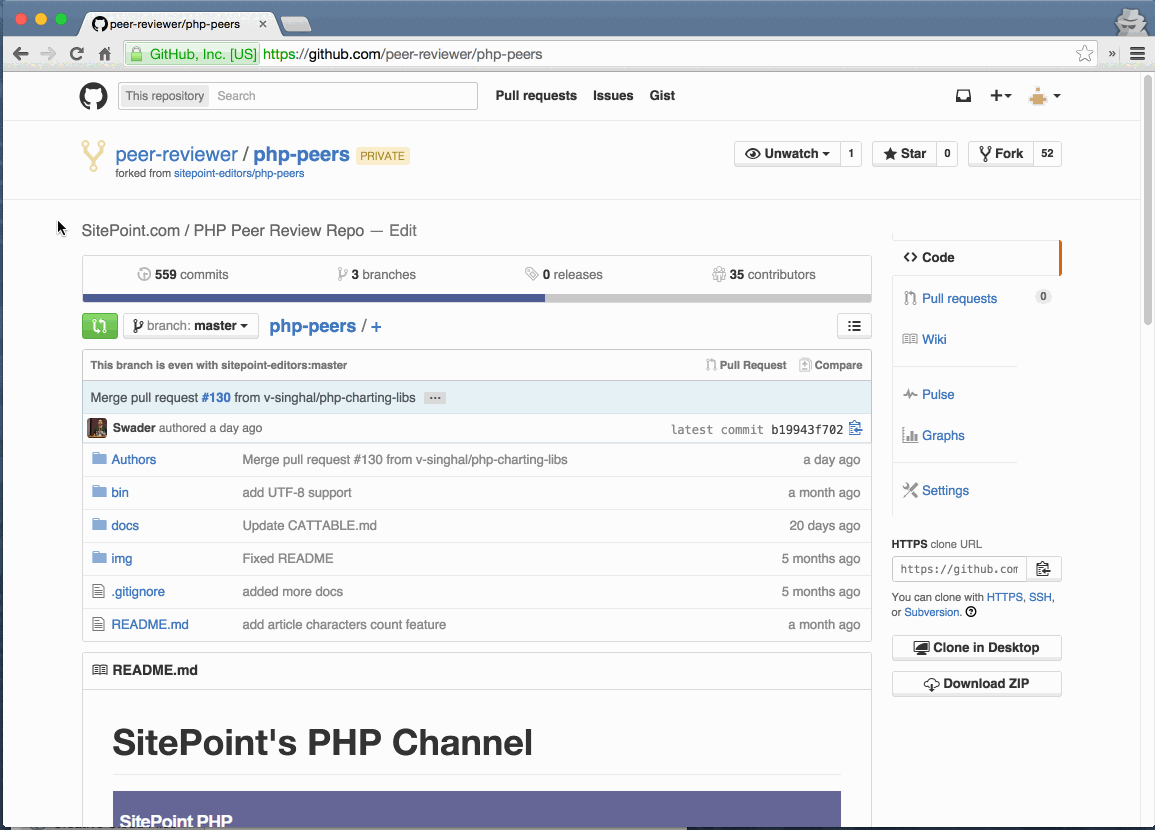 peer-reviewer/php-peers
GitHub, Inc. [US] https://github.com/peer-reviewer/php-peers
This repository Search Pull requests Issues Gist
peer-reviewer / php-peers PRIVATE
forked from sitepoint-editors/php-peers
Unwatch 1 Star 0 Fork 52
SitePoint.com / PHP Peer Review Repo — Edit
559 commits 3 branches 0 releases 35 contributors
branch: master php-peers / +
This branch is even with sitepoint-editors:master Pull Request Compare
Merge pull request #130 from v-singhal/php-charting-libs ...
Swader authored a day ago latest commit b19943f702
Authors Merge pull request #130 from v-singhal/php-charting-libs a day ago
bin add UTF-8 support a month ago
docs Update CATTABLE.md 20 days ago
img Fixed README 5 months ago
.gitignore added more docs 5 months ago
README.md add article characters count feature a month ago
README.md
SitePoint's PHP Channel
SitePoint PHP
Code
Pull requests 0
Wiki
Pulse
Graphs
Settings
HTTPS clone URL
https://github.com
You can clone with HTTPS, SSH,
or Subversion.
Clone in Desktop
Download ZIP